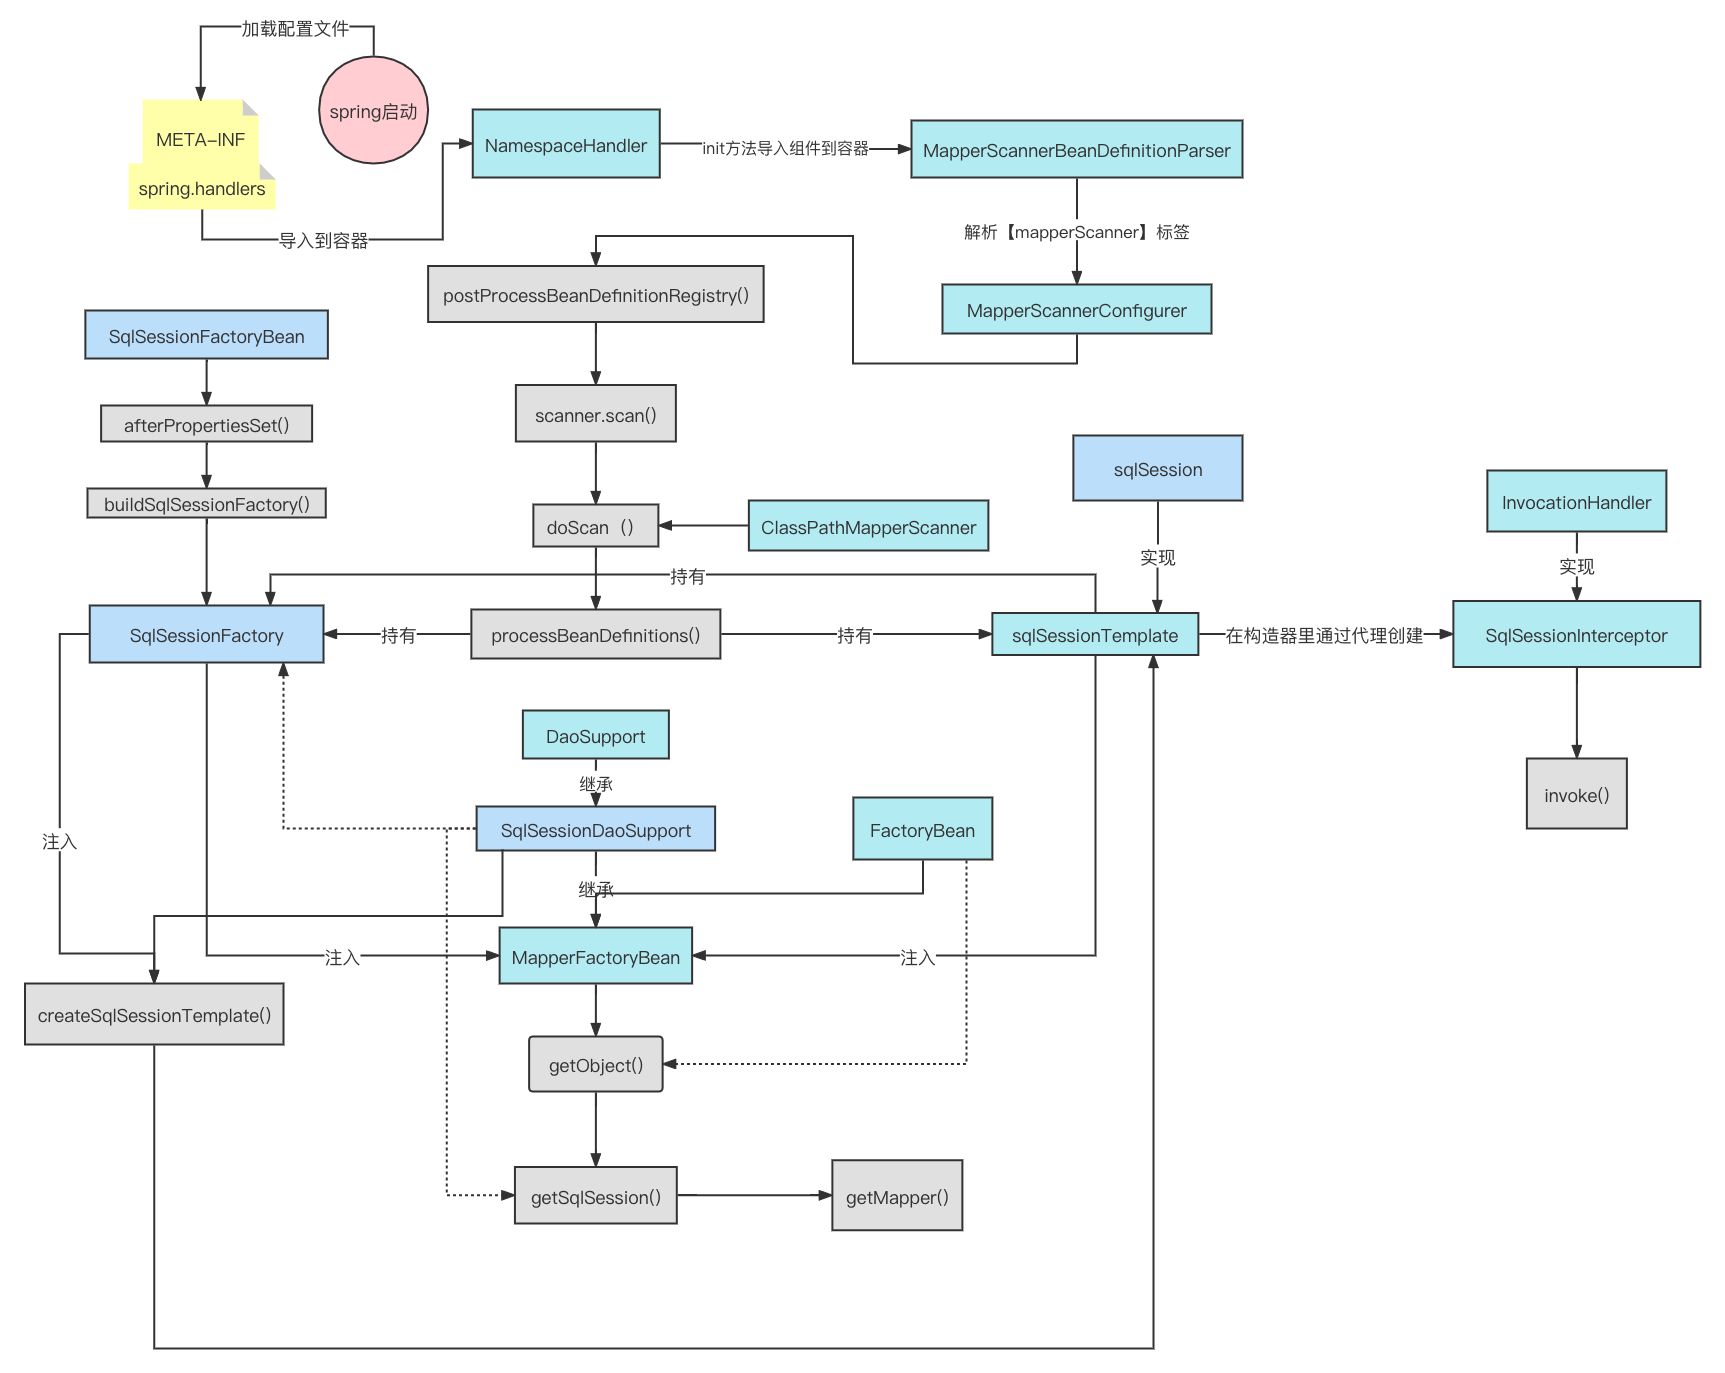 加载配置文件
spring启动
META-INF
spring.handlers
导入到容器
NamespaceHandler
init方法导入组件到容器
MapperScannerBeanDefinitionParser
解析【mapperScanner】标签
MapperScannerConfigurer
postProcessBeanDefinitionRegistry()
SqlSessionFactoryBean
afterPropertiesSet()
buildSqlSessionFactory()
scanner.scan()
doScan（）
ClassPathMapperScanner
sqlSession
实现
InvocationHandler
实现
持有
SqlSessionFactory
持有
processBeanDefinitions()
持有
sqlSessionTemplate
在构造器里通过代理创建
SqlSessionInterceptor
invoke()
DaoSupport
继承
SqlSessionDaoSupport
FactoryBean
注入
继承
注入
MapperFactoryBean
注入
createSqlSessionTemplate()
getObject()
getSqlSession()
getMapper()